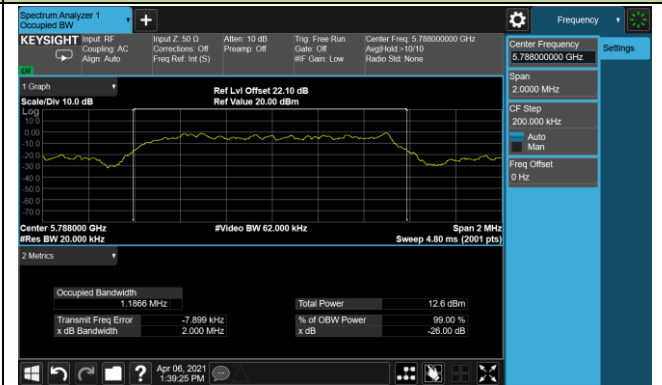 Spectrum Analyzer 1
Occupied BW
Frequency
KEYSIGHT
Input: RF
Coupling: AC
Align: Auto
Input Z: 50 Ω
Corrections: Off
Freq Ref: Int (S)
Atten: 10 dB
Preamp: Off
Trig: Free Run
Gate: Off
#IF Gain: Low
Center Freq: 5.788000000 GHz
Avg|Hold:>10/10
Radio Std: None
LW
Center Frequency
5.788000000 GHz
Settings
Span
2.0000 MHz
CF Step
200.000 kHz
Auto
Man
Freq Offset
0 Hz
1 Graph
Scale/Div 10.0 dB
Ref Lvl Offset 22.10 dB
Ref Value 20.00 dBm
Log
10.0
0.00
-10.0
-20.0
-30.0
-40.0
-50.0
-60.0
-70.0
Center 5.788000 GHz
#Video BW 62.000 kHz
Span 2 MHz
#Res BW 20.000 kHz
Sweep 4.80 ms (2001 pts)
2 Metrics
Occupied Bandwidth
1.1866 MHz
Total Power 12.6 dBm
Transmit Freq Error -7.899 kHz
% of OBW Power 99.00 %
x dB Bandwidth 2.000 MHz
x dB -26.00 dB
Apr 06, 2021
1:39:25 PM